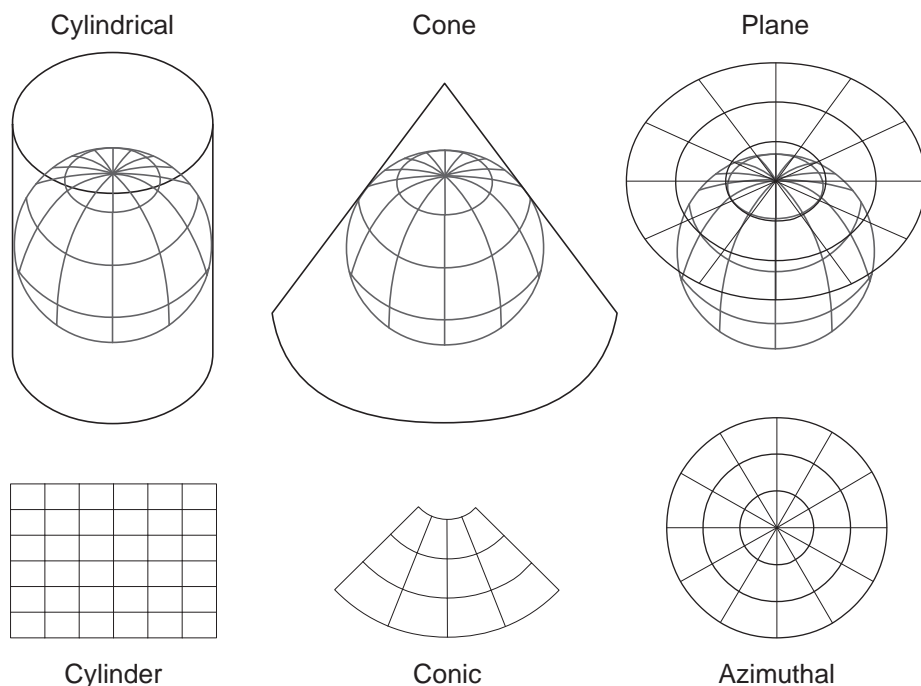 Cylindrical
Cone
Plane
Cylinder
Conic
Azimuthal